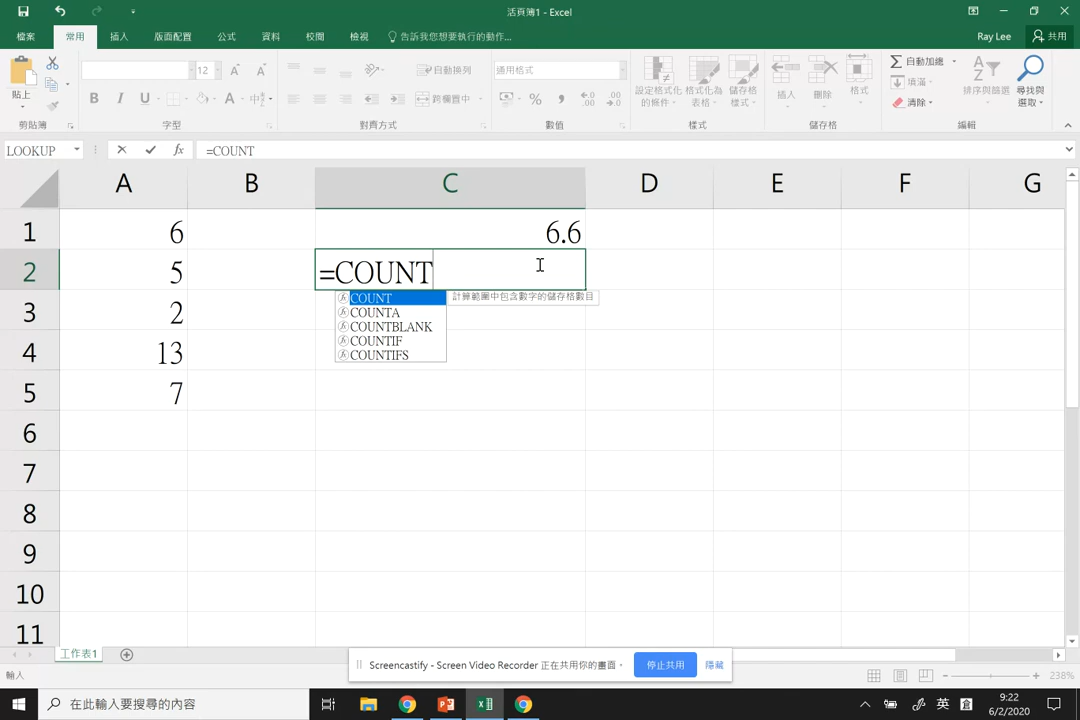 活頁簿1 - Excel
檔案 常用 插入 版面配置 公式 資料 校閱 檢視 告訴我您想要執行的動作... Ray Lee 共用
貼上
12
自動換列
跨欄置中
通用格式
設定格式化的條件
格式化為表格
儲存格樣式
插入 刪除 格式
自動加總
填滿
清除
排序與篩選
尋找與選取
剪貼簿 字型 對齊方式 數值 樣式 儲存格 編輯
LOOKUP =COUNT
A B C D E F G
1 6 6.6
2 5 =COUNT
COUNT 計算範圍中包含數字的儲存格數目
COUNTA
COUNTBLANK
COUNTIF
COUNTIFS
3 2
4 13
5 7
6
7
8
9
10
11
工作表1
Screencastify - Screen Video Recorder 正在共用你的畫面。 停止共用 隱藏
輸入 238%
在此輸入要搜尋的內容
英
9:22
6/2/2020